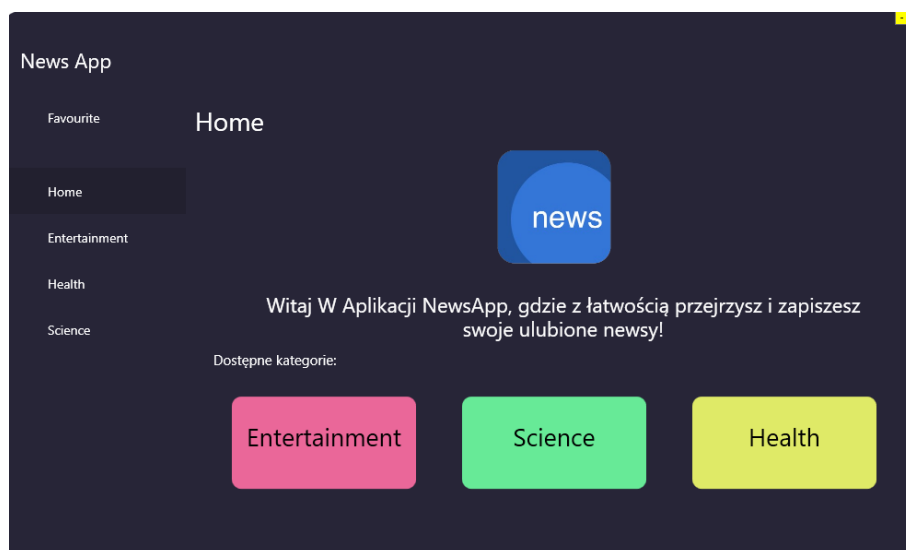 -
News App
Favourite
Home
Home
Entertainment
Health
Science
news
Witaj W Aplikacji NewsApp, gdzie z łatwością przejrzysz i zapiszesz
swoje ulubione newsy!
Dostępne kategorie:
Entertainment
Science
Health